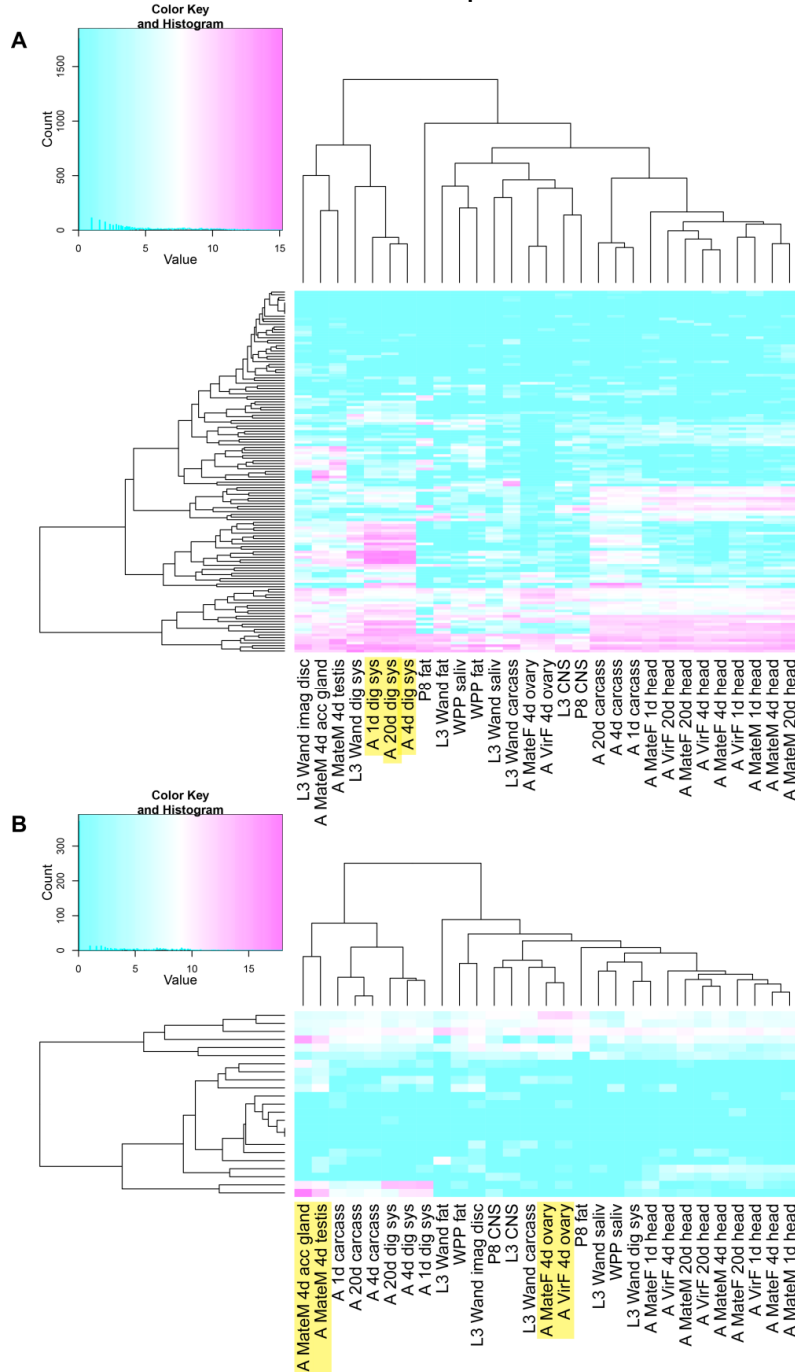 Color Key
and Histogram
A
Count
0
500
1000
1500
0
5
10
15
Value
L3 Wand imag disc
A MateM 4d acc gland
A MateM 4d testis
L3 Wand dig sys
A 1d dig sys
A 20d dig sys
A 4d dig sys
P8 fat
L3 Wand fat
WPP saliv
WPP fat
L3 Wand saliv
L3 Wand carcass
A MateF 4d ovary
A VirF 4d ovary
L3 CNS
P8 CNS
A 20d carcass
A 4d carcass
A 1d carcass
A MateF 1d head
A VirF 20d head
A MateF 20d head
A VirF 4d head
A MateF 4d head
A VirF 1d head
A MateM 1d head
A MateM 4d head
A MateM 20d head
Color Key
and Histogram
B
Count
0
100
200
300
0
5
10
15
Value
A MateM 4d acc gland
A MateM 4d testis
A 1d carcass
A 20d carcass
A 4d carcass
A 20d dig sys
A 4d dig sys
A 1d dig sys
L3 Wand fat
WPP fat
L3 Wand imag disc
P8 CNS
L3 CNS
L3 Wand carcass
A MateF 4d ovary
A VirF 4d ovary
P8 fat
L3 Wand saliv
WPP saliv
L3 Wand dig sys
A MateF 1d head
A VirF 4d head
A MateM 20d head
A VirF 20d head
A MateM 4d head
A MateF 20d head
A VirF 1d head
A MateF 4d head
A MateM 1d head